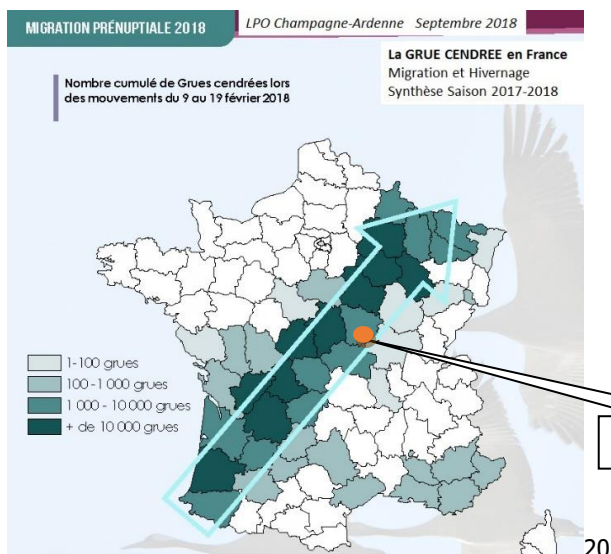 MIGRATION PRÉNUPTIALE 2018
LPO Champagne-Ardenne Septembre 2018
La GRUE CENDREE en France
Migration et Hivernage
Synthèse Saison 2017-2018
Nombre cumulé de Grues cendrées lors
des mouvements du 9 au 19 février 2018
1-100 grues
100-1 000 grues
1 000 - 10 000 grues
+ de 10 000 grues
20